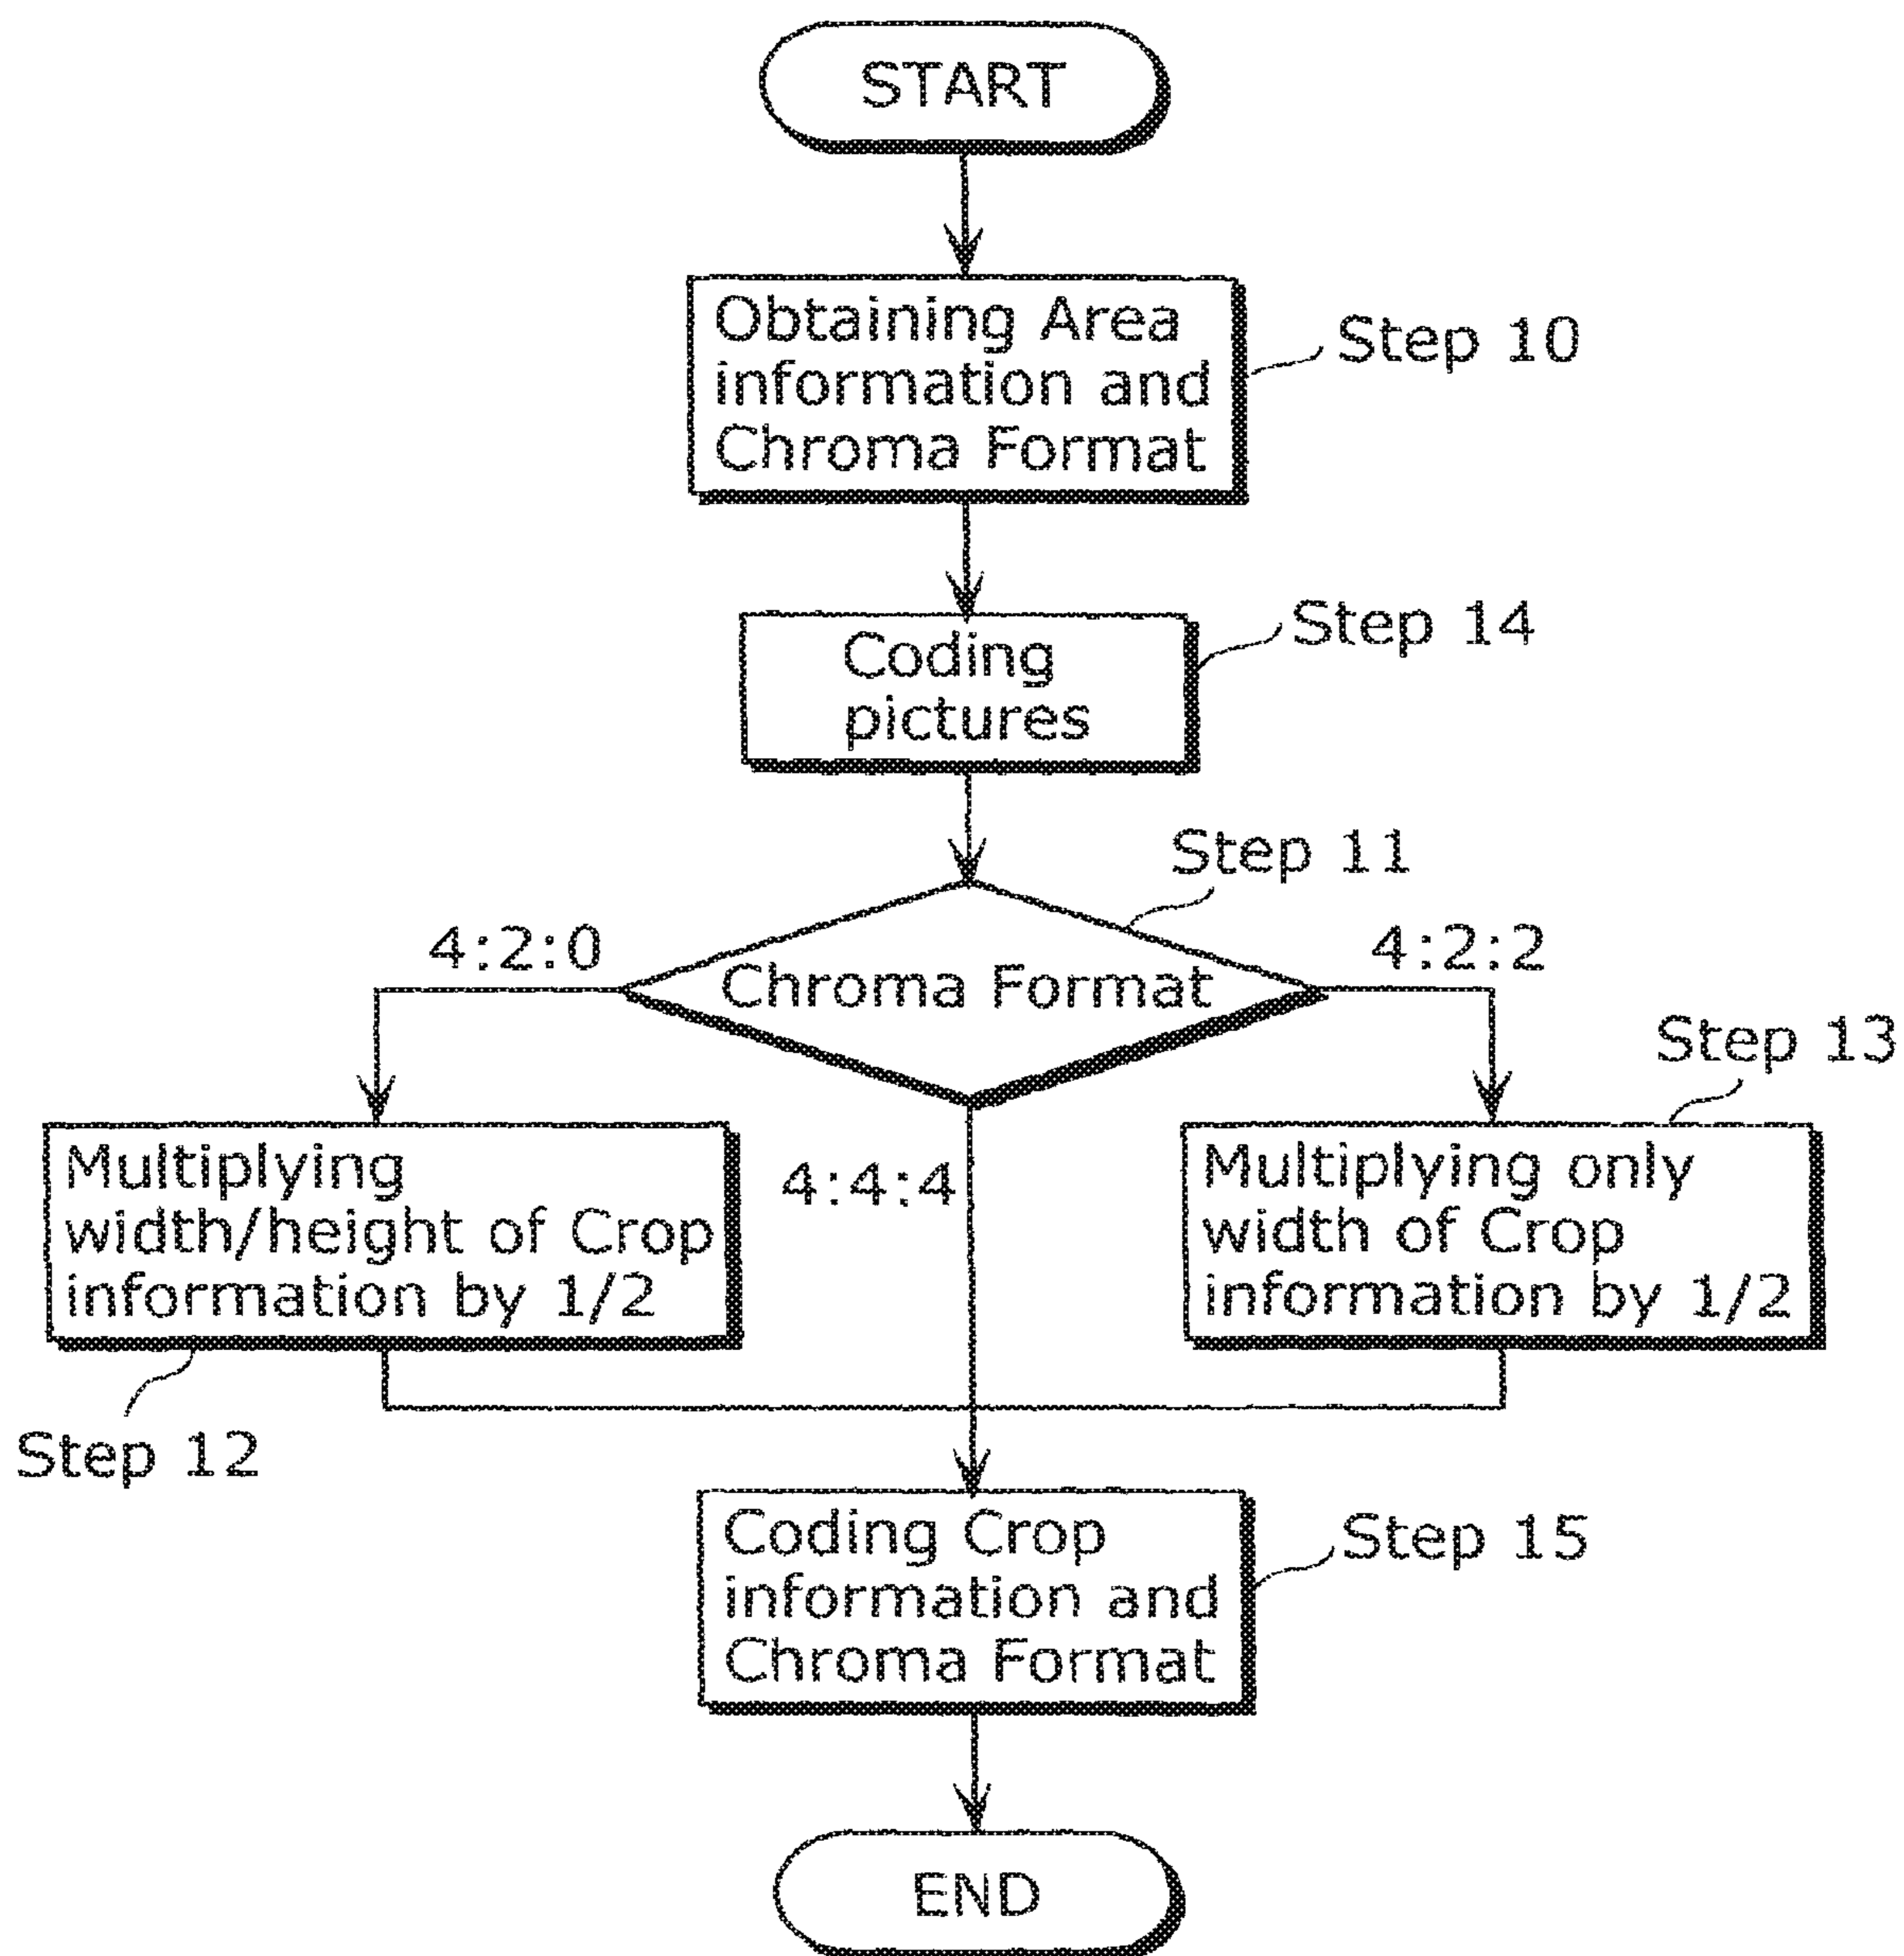 START
Obtaining Area
information and
Chroma Format
Step 10
Coding
pictures
Step 14
Step 11
4:2:0
Chroma Format
4:2:2
Step 13
Multiplying
width/height of Crop
information by 1/2
4:4:4
Multiplying only
width of Crop
information by 1/2
Step 12
Coding Crop
information and
Chroma Format
Step 15
END